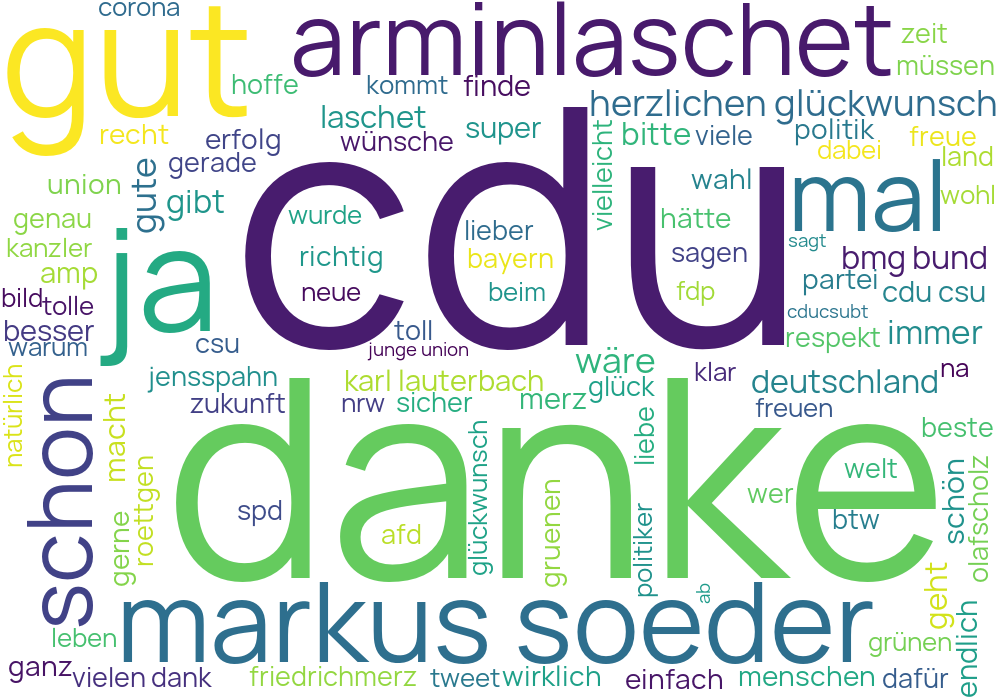 corona
gut
arminlaschet
zeit
müssen
hoffe
kommt
finde
herzlichen glückwunsch
laschet
super
wünsche
recht
erfolg
gerade
bitte
viele
politik
freue
dabei
land
vielleicht
union
gute
gibt
wahl
mal
wohl
genau
wurde
lieber
hätte
kanzler
ja
cdu
richtig
bayern
sagen
sagt
bmg bund
amp
neue
beim
fdp
partei
cdu csu
bild
tolle
cducsubt
besser
toll
respekt
immer
warum
csu
junge union
wäre
klar
na
natürlich
schon
jensspahn
karl lauterbach
glück
deutschland
zukunft
nrw
sicher
merz
freuen
macht
danke
liebe
beste
glückwunsch
welt
roettgen
gerne
spd
afd
gruenen
politiker
wer
btw
schön
olafscholz
ab
geht
endlich
markus soeder
leben
grünen
ganz
vielen dank
friedrichmerz
tweet
wirklich
einfach
menschen
dafür